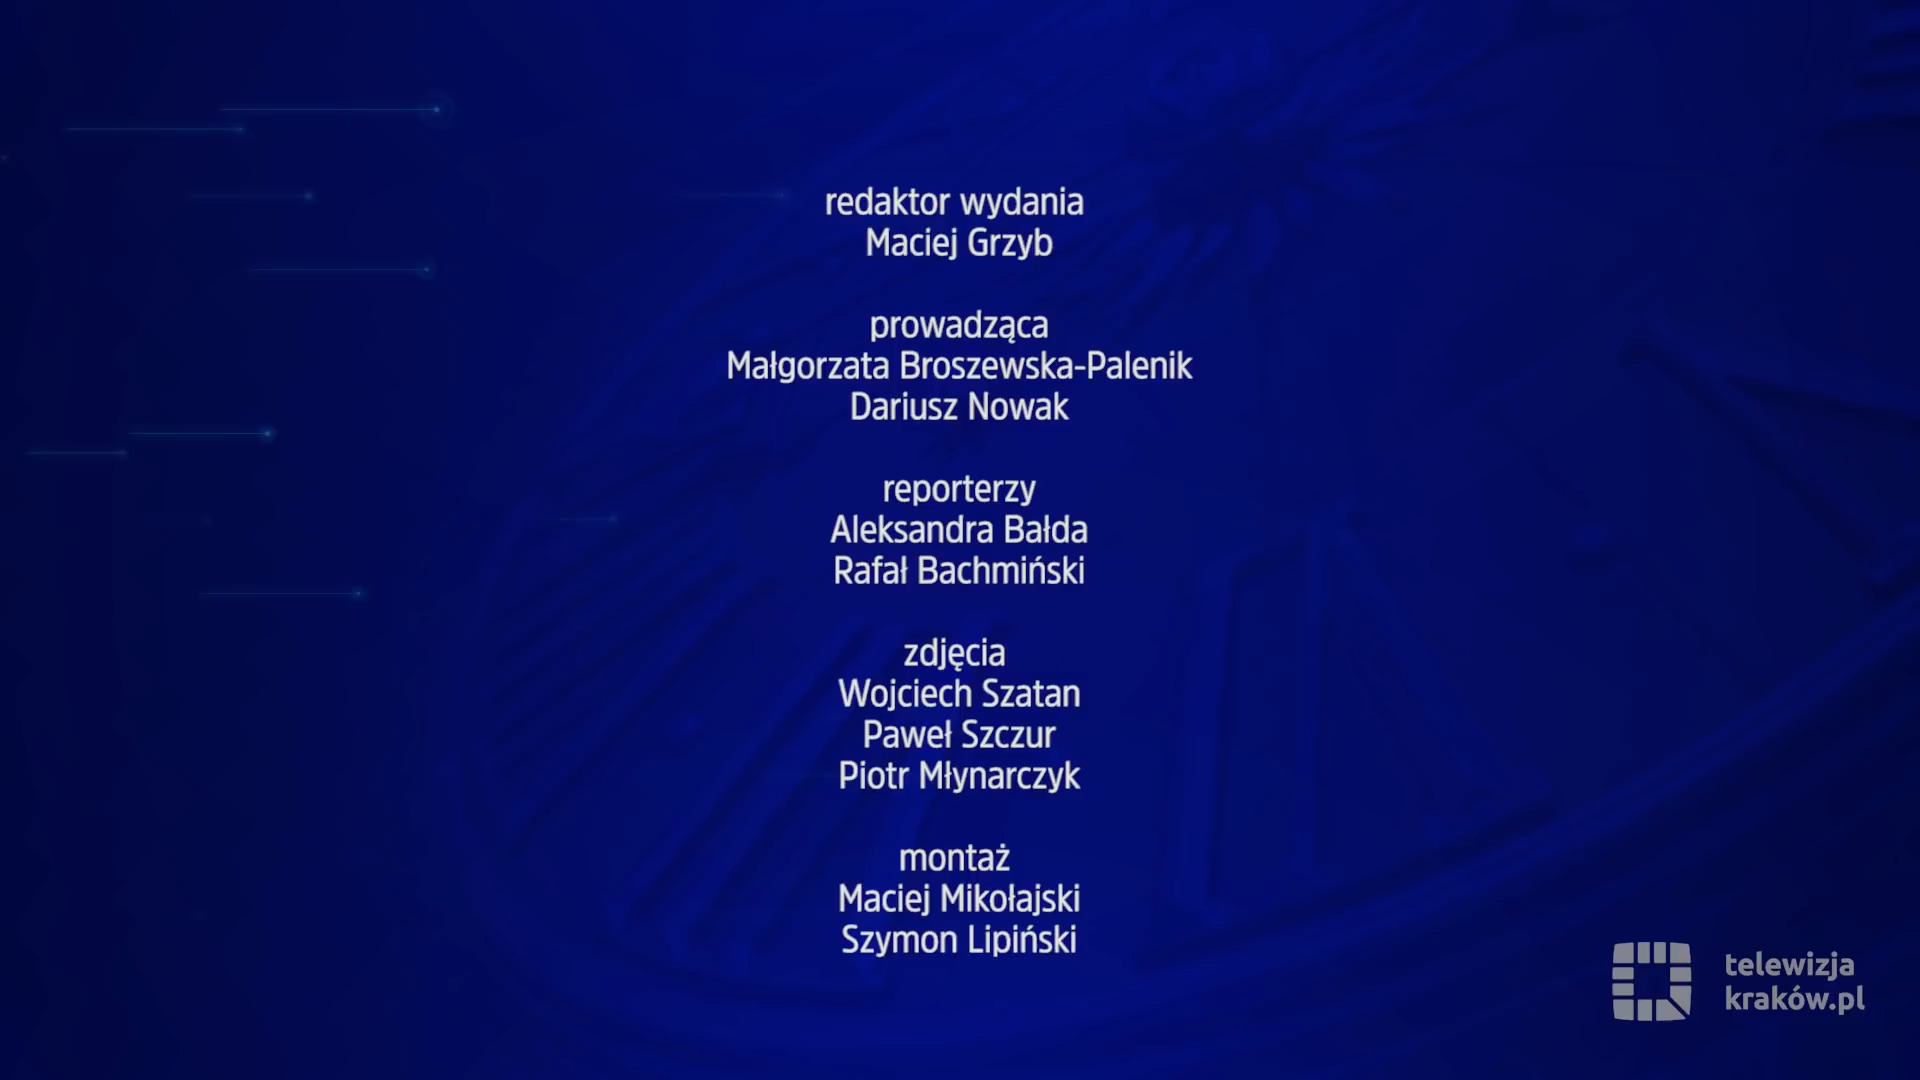 redaktor wydania
Maciej Grzyb
prowadząca
Małgorzata Broszewska-Palenik
Dariusz Nowak
reporterzy
Aleksandra Bałda
Rafał Bachmiński
zdjęcia
Wojciech Szatan
Paweł Szczur
Piotr Młynarczyk
montaż
Maciej Mikołajski
Szymon Lipiński
telewizja
kraków.pl